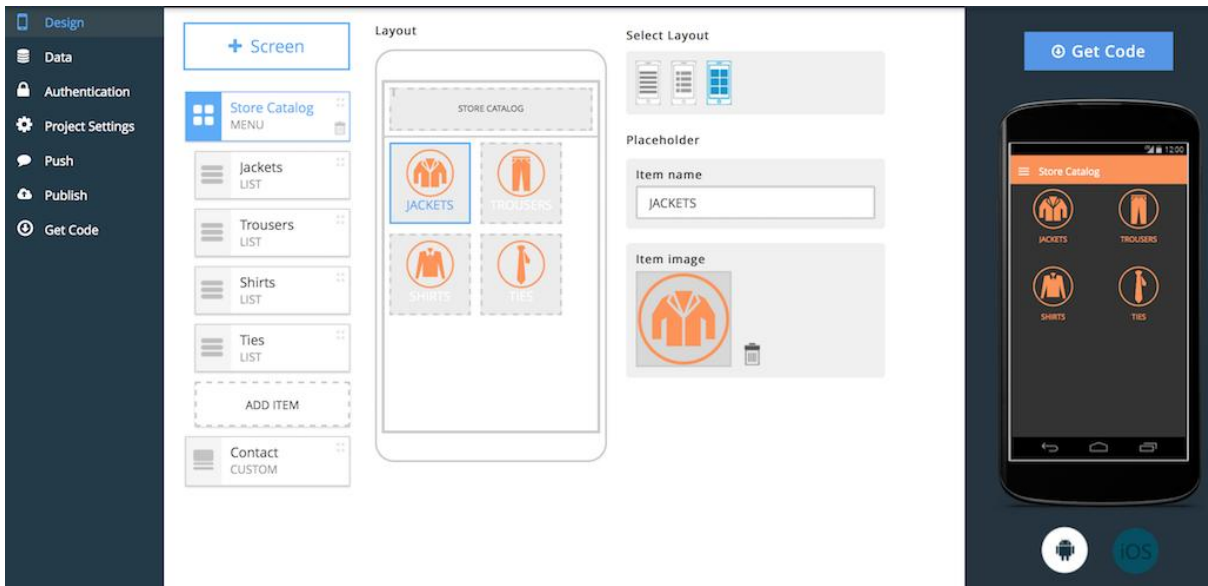 Design
Data
Authentication
Project Settings
Push
Publish
Get Code
+ Screen
Store Catalog
MENU
Jackets
LIST
Trousers
LIST
Shirts
LIST
Ties
LIST
ADD ITEM
Contact
CUSTOM
Layout
STORE CATALOG
JACKETS
TROUSERS
SHIRTS
TIES
Select Layout
Placeholder
Item name
JACKETS
Item image
Get Code
12:00
Store Catalog
JACKETS
TROUSERS
SHIRTS
TIES
iOS